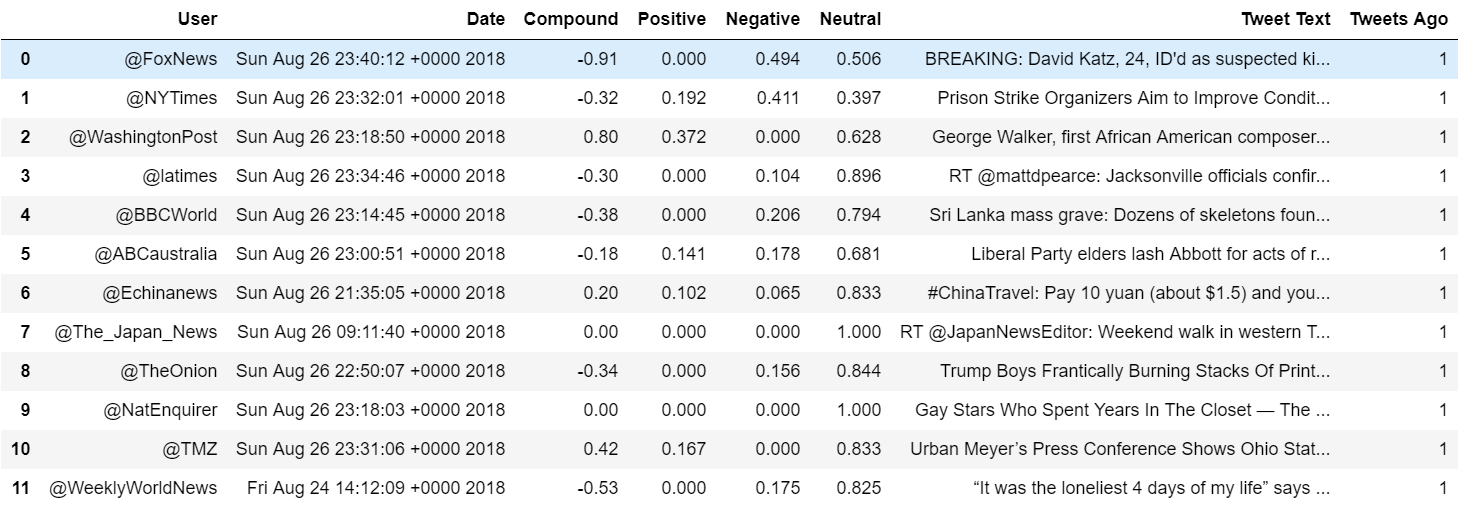 User Date Compound Positive Negative Neutral Tweet Text Tweets Ago
0 @FoxNews Sun Aug 26 23:40:12 +0000 2018 -0.91 0.000 0.494 0.506 BREAKING: David Katz, 24, ID'd as suspected ki... 1
1 @NYTimes Sun Aug 26 23:32:01 +0000 2018 -0.32 0.192 0.411 0.397 Prison Strike Organizers Aim to Improve Condit... 1
2 @WashingtonPost Sun Aug 26 23:18:50 +0000 2018 0.80 0.372 0.000 0.628 George Walker, first African American composer... 1
3 @latimes Sun Aug 26 23:34:46 +0000 2018 -0.30 0.000 0.104 0.896 RT @mattdpearce: Jacksonville officials confir... 1
4 @BBCWorld Sun Aug 26 23:14:45 +0000 2018 -0.38 0.000 0.206 0.794 Sri Lanka mass grave: Dozens of skeletons foun... 1
5 @ABCaustralia Sun Aug 26 23:00:51 +0000 2018 -0.18 0.141 0.178 0.681 Liberal Party elders lash Abbott for acts of r... 1
6 @Echinanews Sun Aug 26 21:35:05 +0000 2018 0.20 0.102 0.065 0.833 #ChinaTravel: Pay 10 yuan (about $1.5) and you... 1
7 @The_Japan_News Sun Aug 26 09:11:40 +0000 2018 0.00 0.000 0.000 1.000 RT @JapanNewsEditor: Weekend walk in western T... 1
8 @TheOnion Sun Aug 26 22:50:07 +0000 2018 -0.34 0.000 0.156 0.844 Trump Boys Frantically Burning Stacks Of Print... 1
9 @NatEnquirer Sun Aug 26 23:18:03 +0000 2018 0.00 0.000 0.000 1.000 Gay Stars Who Spent Years In The Closet — The ... 1
10 @TMZ Sun Aug 26 23:31:06 +0000 2018 0.42 0.167 0.000 0.833 Urban Meyer’s Press Conference Shows Ohio Stat... 1
11 @WeeklyWorldNews Fri Aug 24 14:12:09 +0000 2018 -0.53 0.000 0.175 0.825 “It was the loneliest 4 days of my life” says ... 1